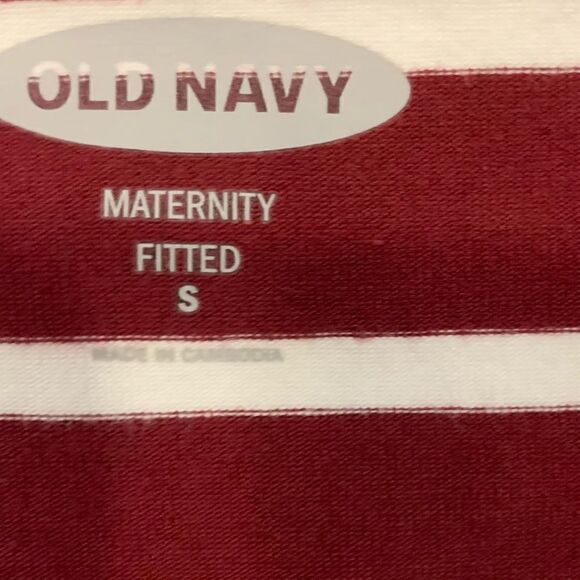 OLD NAVY
MATERNITY
FITTED
S
MADE IN CAMBODIA